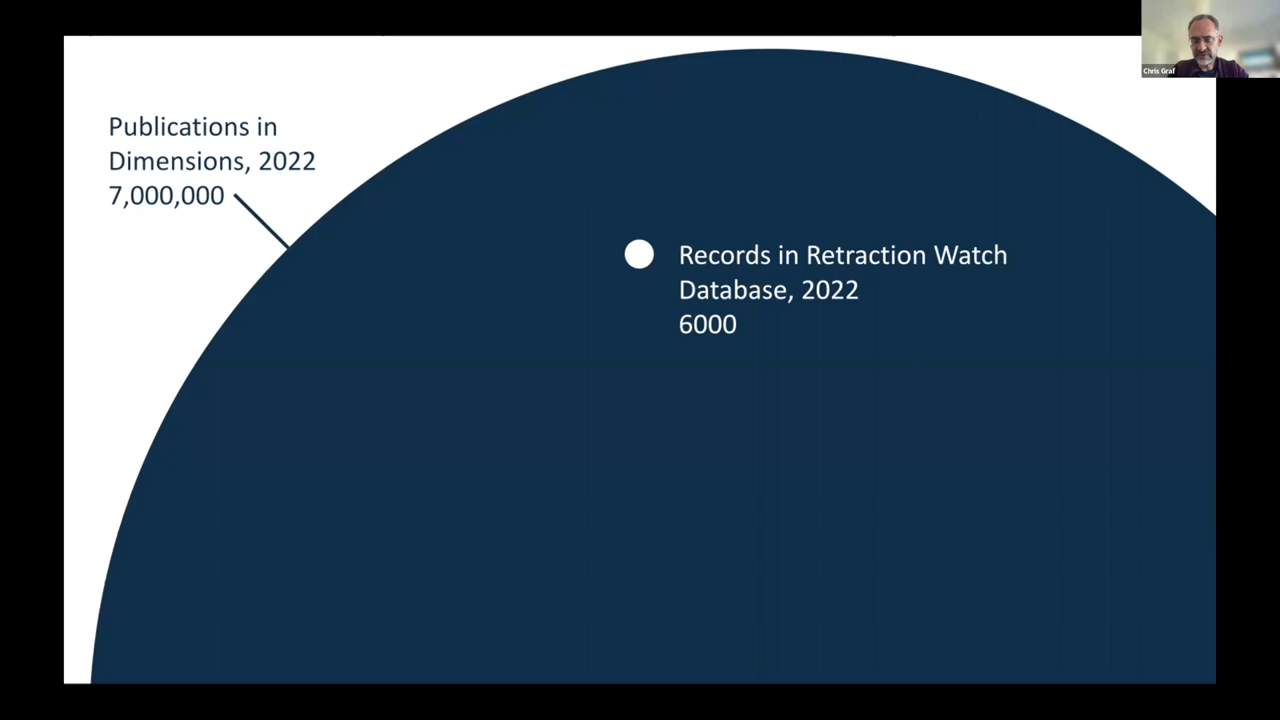 Publications in
Dimensions, 2022
7,000,000
Records in Retraction Watch
Database, 2022
6000
Chris Graf